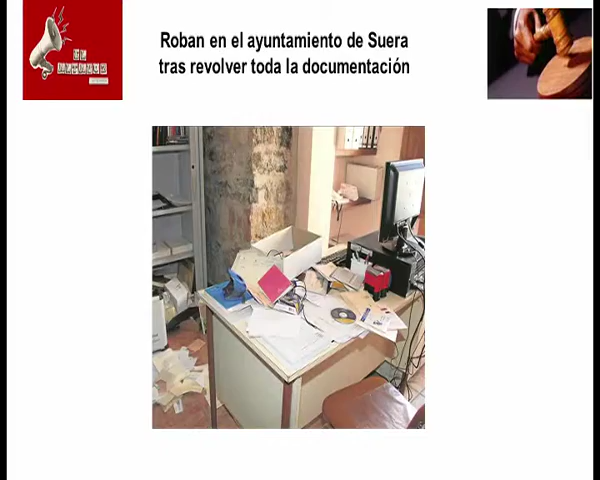 Roban en el ayuntamiento de Suera
tras revolver toda la documentación